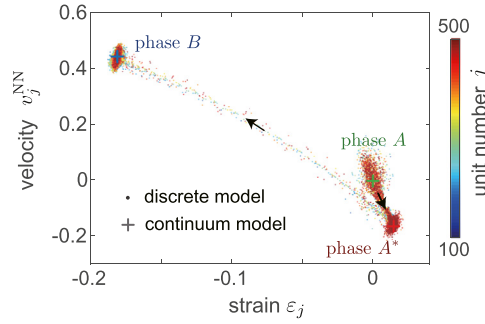 0.6
0.4
0.2
0
-0.2
velocity v_j^NN
phase B
phase A
phase A*
discrete model
continuum model
-0.2
-0.1
0
strain ε_j
500
100
unit number j